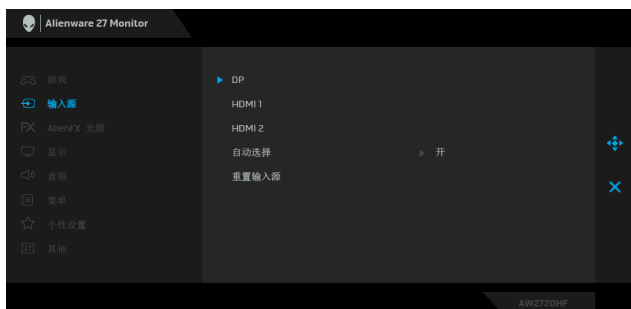 Alienware 27 Monitor
游戏
输入源
AlienFX 光源
显示
音频
菜单
个性设置
其他
DP
HDMI 1
HDMI 2
自动选择 开
重置输入源
AW2720HF